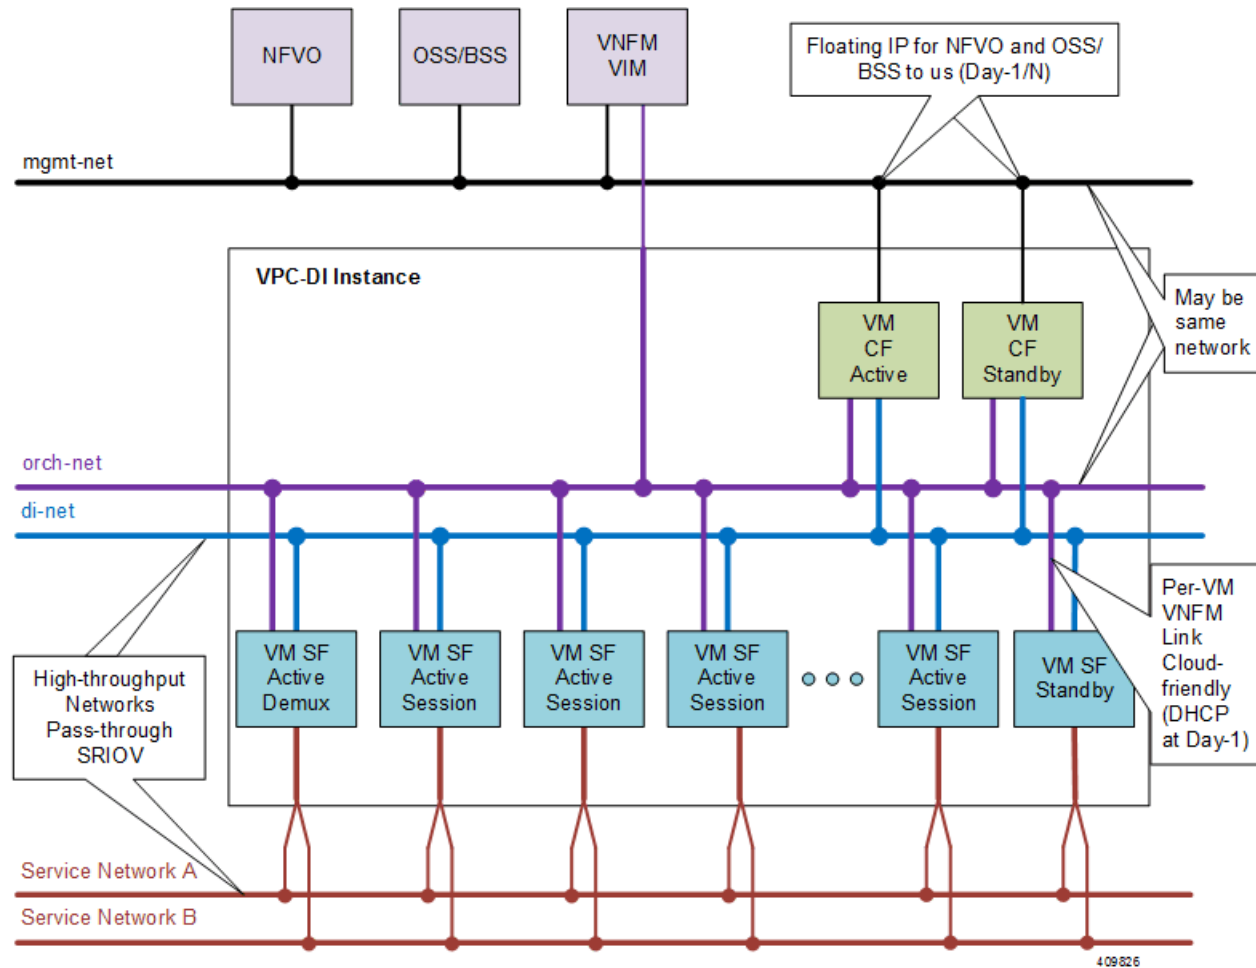 NFVO
OSS/BSS
VNFM
VIM
Floating IP for NFVO and OSS/
BSS to us (Day-1/N)
mgmt-net
VPC-DI Instance
VM
CF
Active
VM
CF
Standby
May be
same
network
orch-net
di-net
VM SF
Active
Demux
VM SF
Active
Session
VM SF
Active
Session
VM SF
Active
Session
VM SF
Active
Session
VM SF
Standby
Per-VM
VNFM
Link
Cloud-
friendly
(DHCP
at Day-1)
High-throughput
Networks
Pass-through
SRIOV
Service Network A
Service Network B
409826